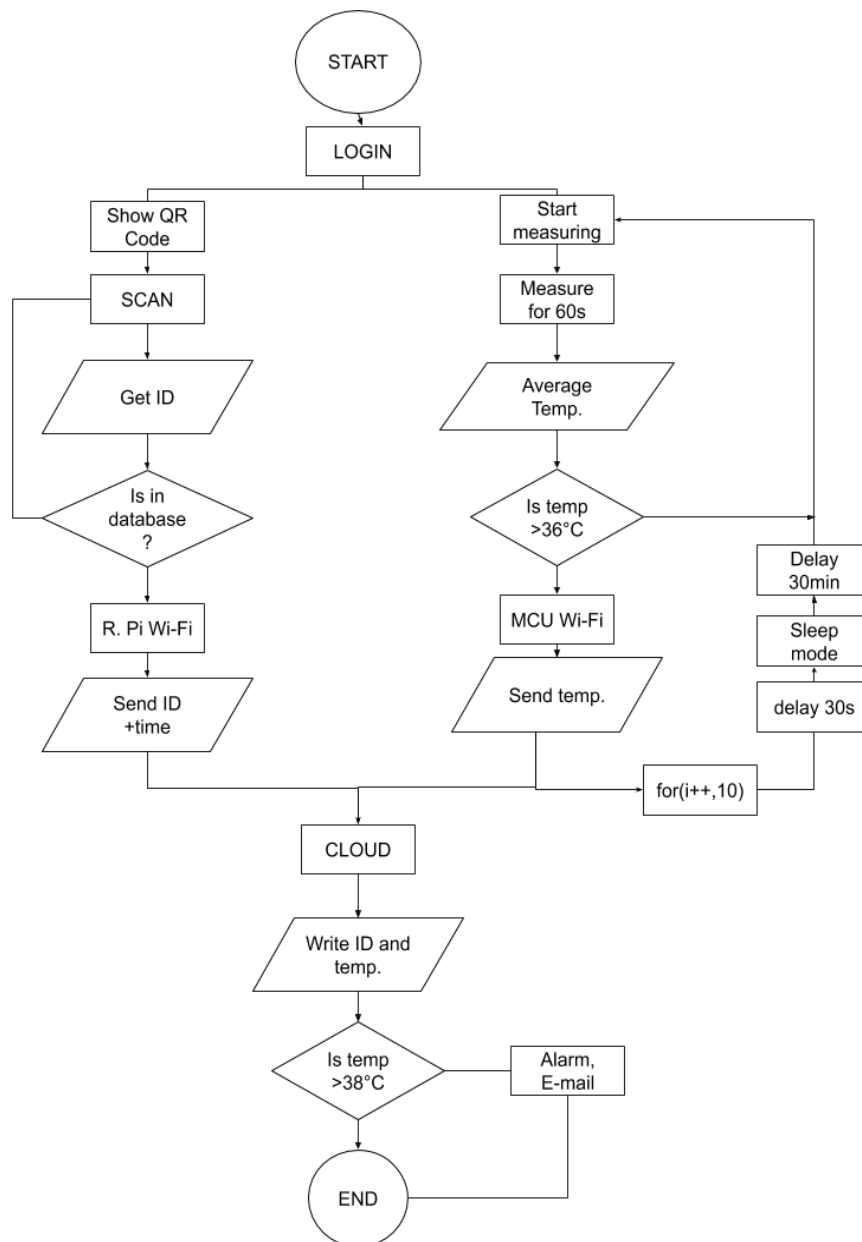 START
LOGIN
Show QR
Code
SCAN
Get ID
Is in
database
?
R. Pi Wi-Fi
Send ID
+time
Start
measuring
Measure
for 60s
Average
Temp.
Is temp
>36°C
MCU Wi-Fi
Send temp.
for(i++,10)
delay 30s
Sleep
mode
Delay
30min
CLOUD
Write ID and
temp.
Is temp
>38°C
Alarm,
E-mail
END